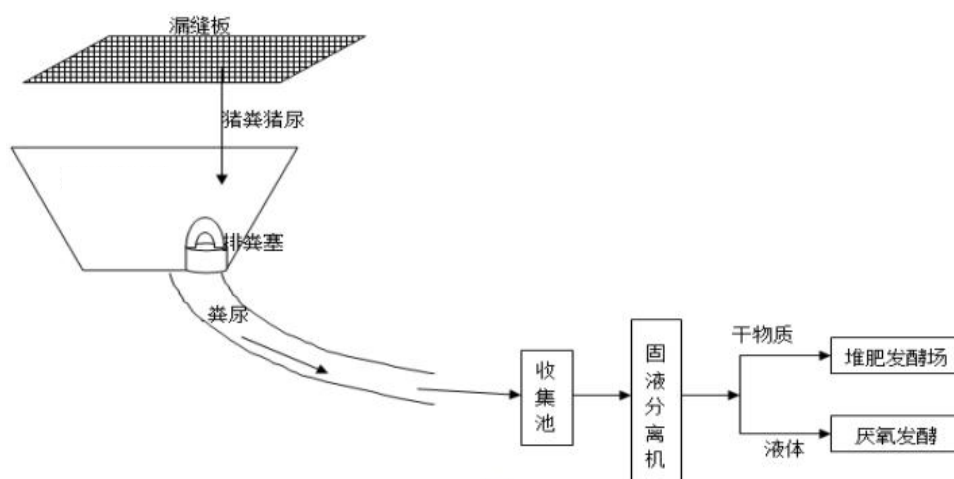 漏缝板
猪粪猪尿
排粪塞
粪尿
收集池
固液分离机
干物质
堆肥发酵场
液体
厌氧发酵